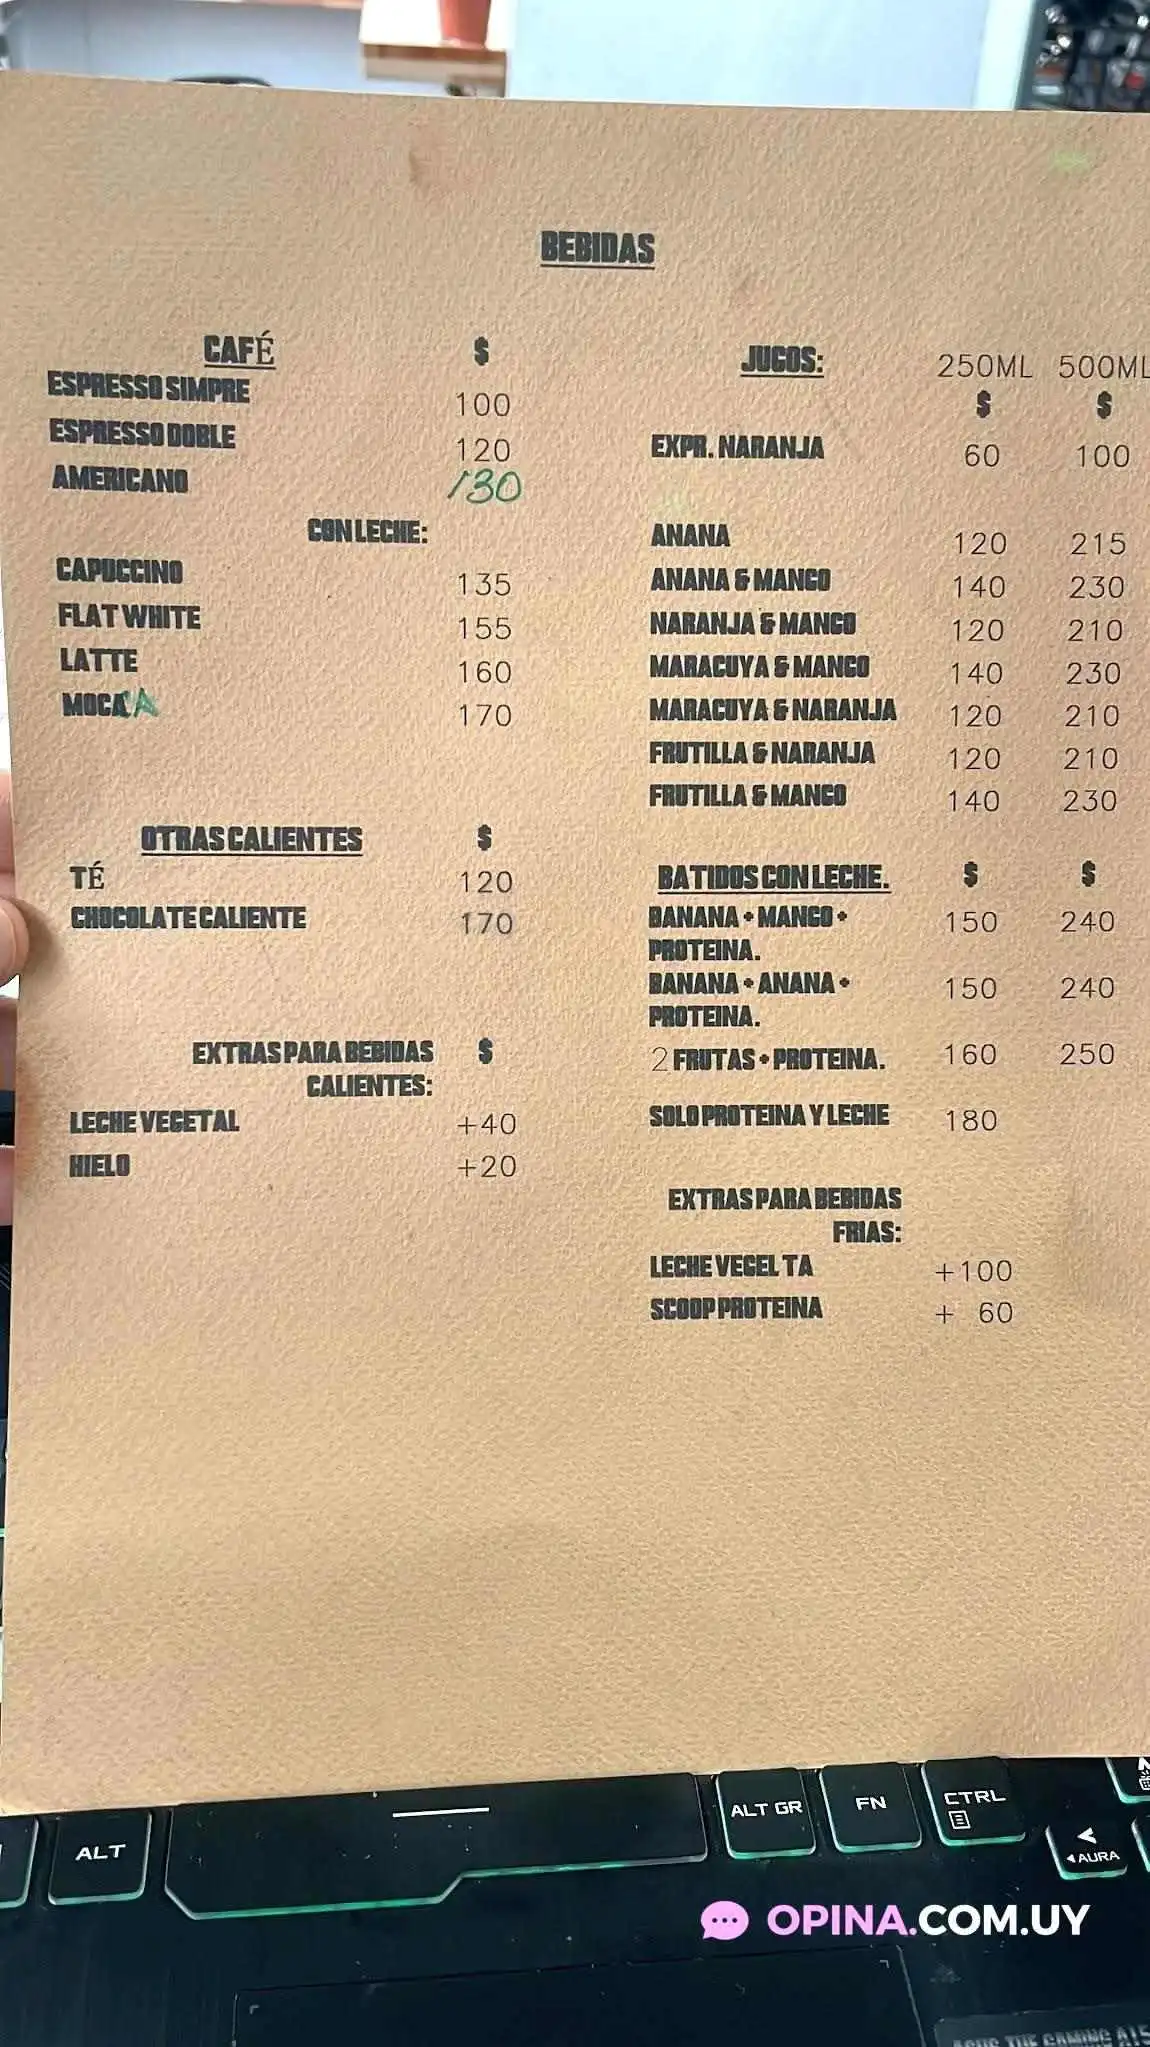 BEBIDAS
CAFÉ $
ESPRESSO SIMPRE 100
ESPRESSO DOBLE 120
AMERICANO 130
CON LECHE:
CAPUCCINO 135
FLAT WHITE 155
LATTE 160
MOCA 170
OTRAS CALIENTES $
TÉ 120
CHOCOLATE CALIENTE 170
EXTRAS PARA BEBIDAS $
CALIENTES:
LECHE VEGETAL +40
HIELO +20
JUGOS: 250ML 500ML
$ $
EXPR. NARANJA 60 100
ANANA 120 215
ANANA & MANGO 140 230
NARANJA & MANGO 120 210
MARACUYA & MANGO 140 230
MARACUYA & NARANJA 120 210
FRUTILLA & NARANJA 120 210
FRUTILLA & MANGO 140 230
BATIDOS CON LECHE. $ $
BANANA + MANGO + 150 240
PROTEINA.
BANANA + ANANA + 150 240
PROTEINA.
2 FRUTAS + PROTEINA. 160 250
SOLO PROTEINA Y LECHE 180
EXTRAS PARA BEBIDAS
FRIAS:
LECHE VEGEL TA +100
SCOOP PROTEINA + 60
ALT ALT GR FN CTRL
AURA
OPINA.COM.UY
ASUS TUF GAMING A15